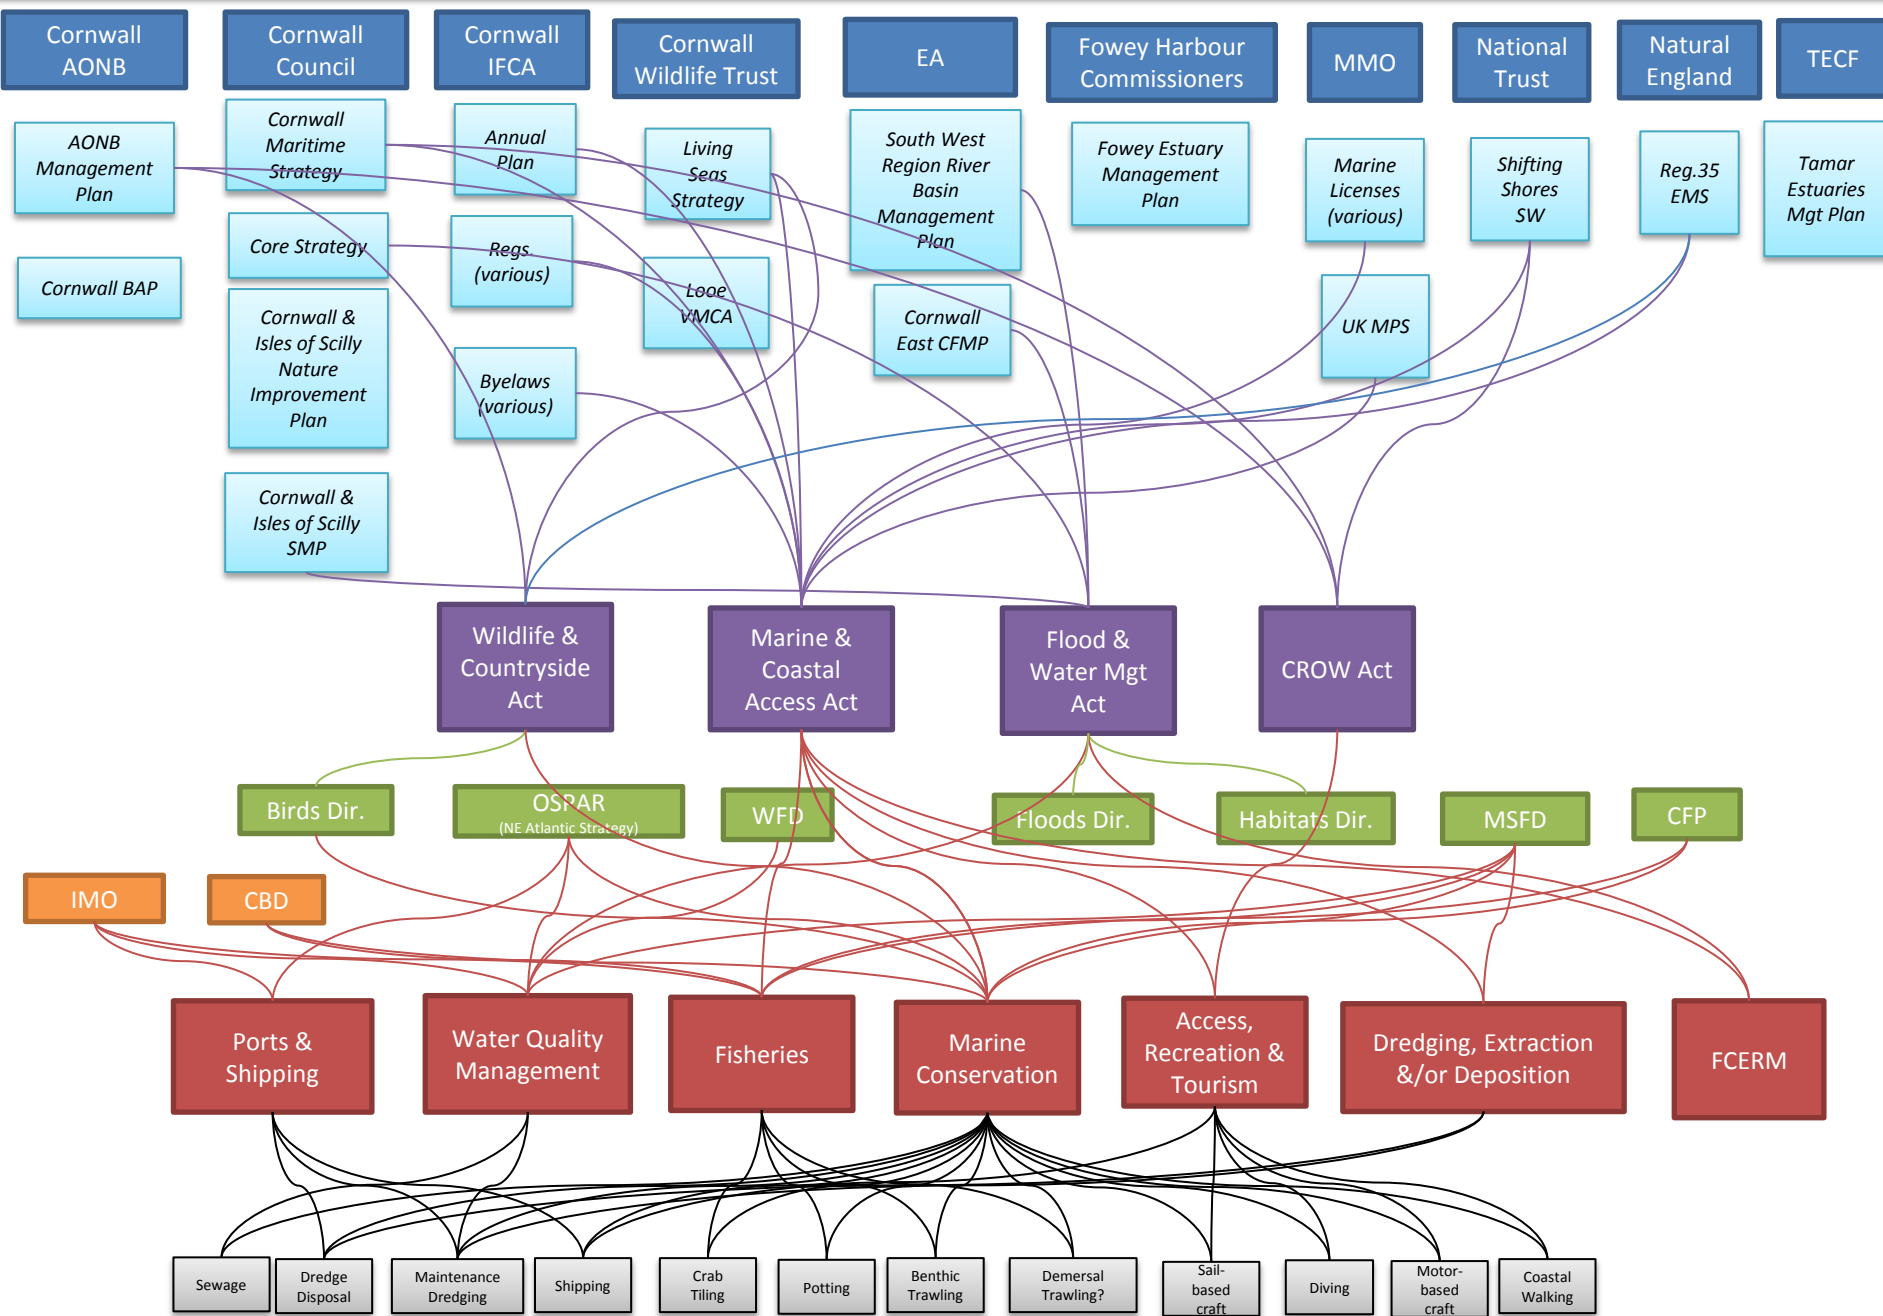 Cornwall
AONB
Cornwall
Council
Cornwall
IFCA
Cornwall
Wildlife Trust
EA
Fowey Harbour
Commissioners
MMO
National
Trust
Natural
England
TECF
AONB
Management
Plan
Cornwall BAP
Cornwall
Maritime
Strategy
Core Strategy
Cornwall &
Isles of Scilly
Nature
Improvement
Plan
Cornwall &
Isles of Scilly
SMP
Annual
Plan
Regs.
(various)
Byelaws
(various)
Living
Seas
Strategy
Looe
VMCA
South West
Region River
Basin
Management
Plan
Cornwall
East CFMP
Fowey Estuary
Management
Plan
Marine
Licenses
(various)
UK MPS
Shifting
Shores
SW
Reg.35
EMS
Tamar
Estuaries
Mgt Plan
Wildlife &
Countryside
Act
Marine &
Coastal
Access Act
Flood &
Water Mgt
Act
CROW Act
Birds Dir.
OSPAR
(NE Atlantic Strategy)
WFD
Floods Dir.
Habitats Dir.
MSFD
CFP
IMO
CBD
Ports &
Shipping
Water Quality
Management
Fisheries
Marine
Conservation
Access,
Recreation &
Tourism
Dredging, Extraction
&/or Deposition
FCERM
Sewage
Dredge
Disposal
Maintenance
Dredging
Shipping
Crab
Tiling
Potting
Benthic
Trawling
Demersal
Trawling?
Sail-
based
craft
Diving
Motor-
based
craft
Coastal
Walking